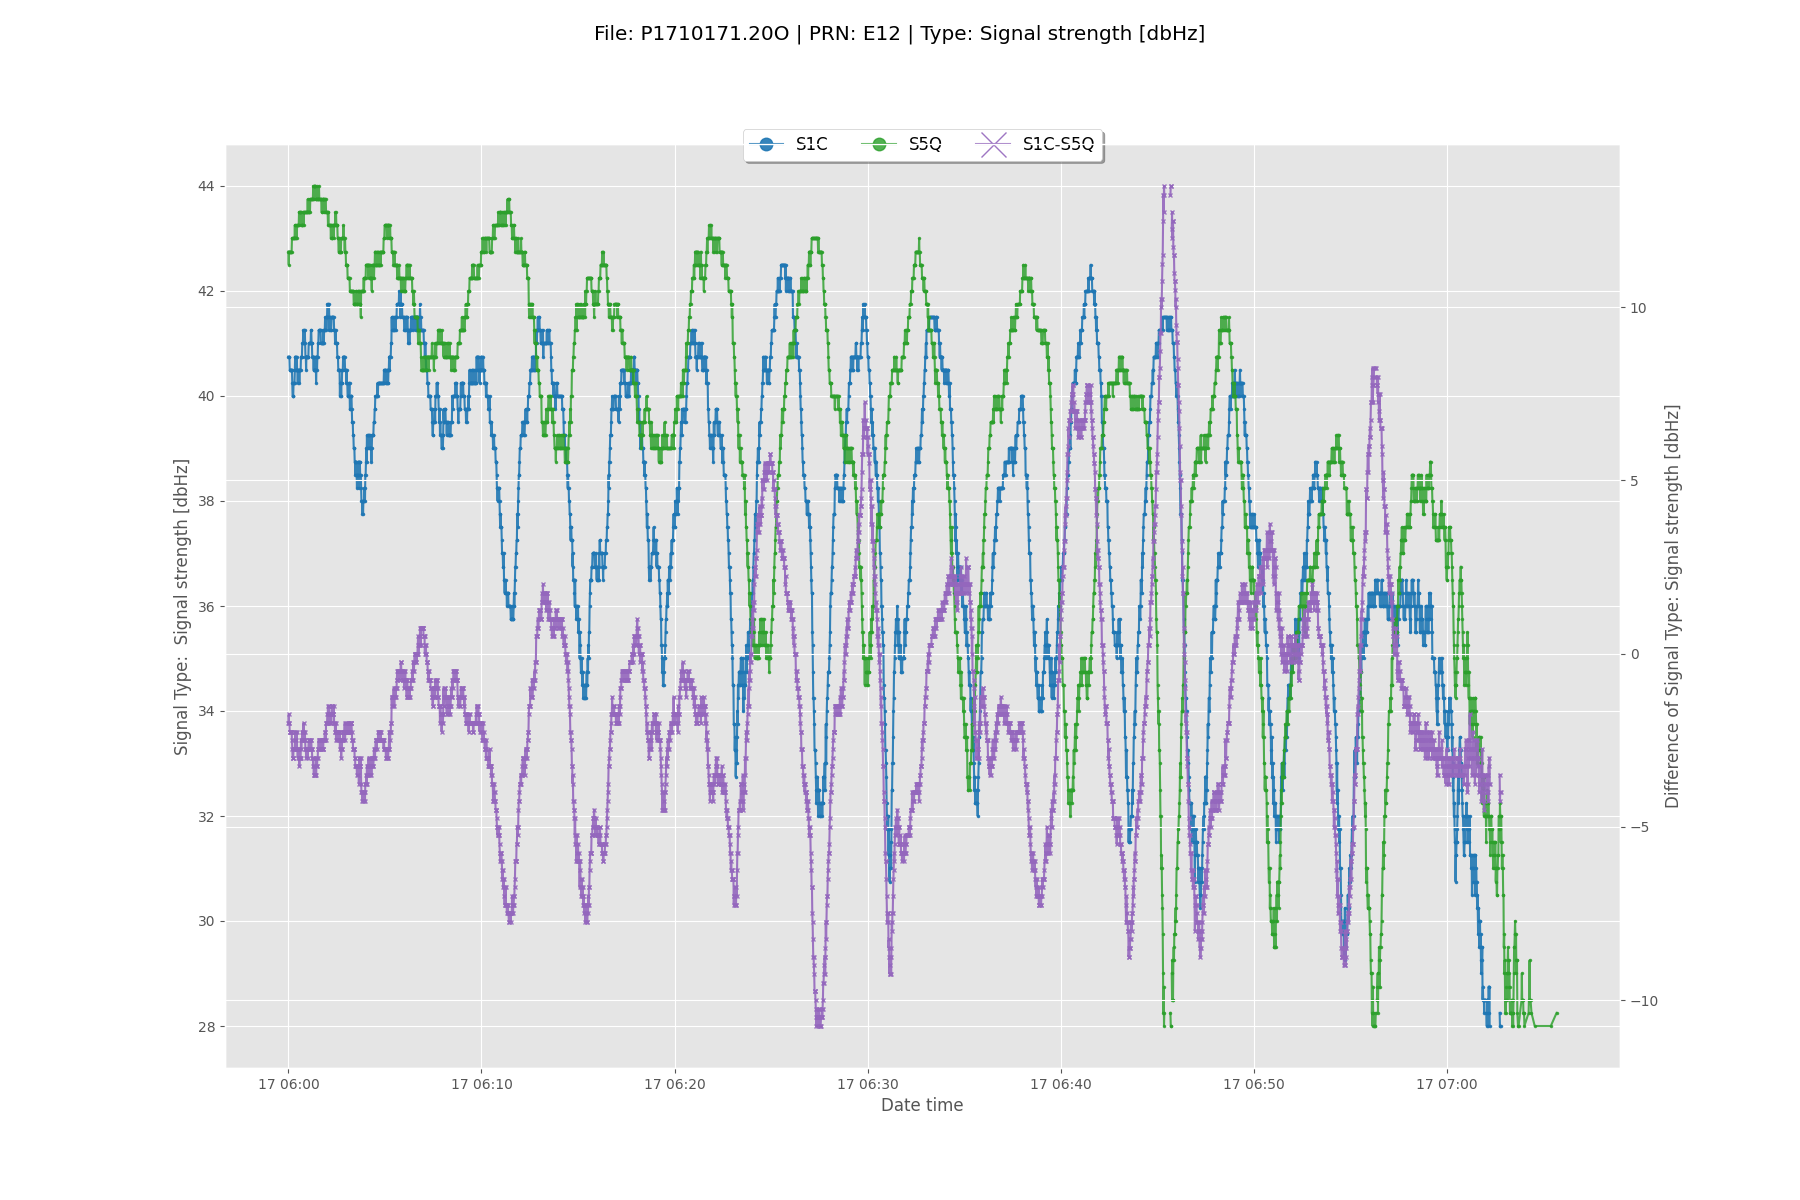 File: P1710171.20O | PRN: E12 | Type: Signal strength [dbHz]
S1C S5Q S1C-S5Q
44
42
40
38
36
34
32
30
28
Signal Type: Signal strength [dbHz]
10
5
0
−5
−10
Difference of Signal Type: Signal strength [dbHz]
17 06:00 17 06:10 17 06:20 17 06:30 17 06:40 17 06:50 17 07:00
Date time